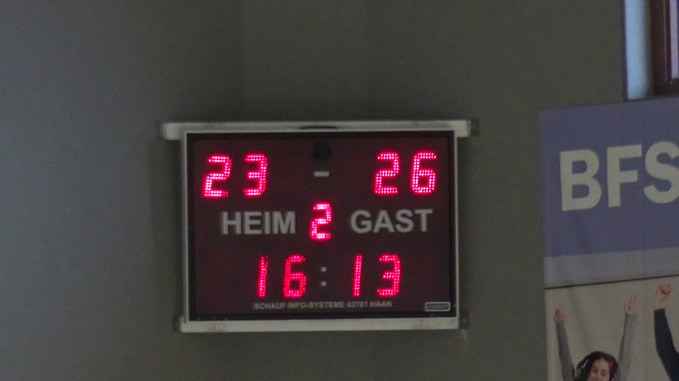 23 - 26
HEIM 2 GAST
16:13
SCHAUF INFO-SYSTEME 42781 HAAN
BFS